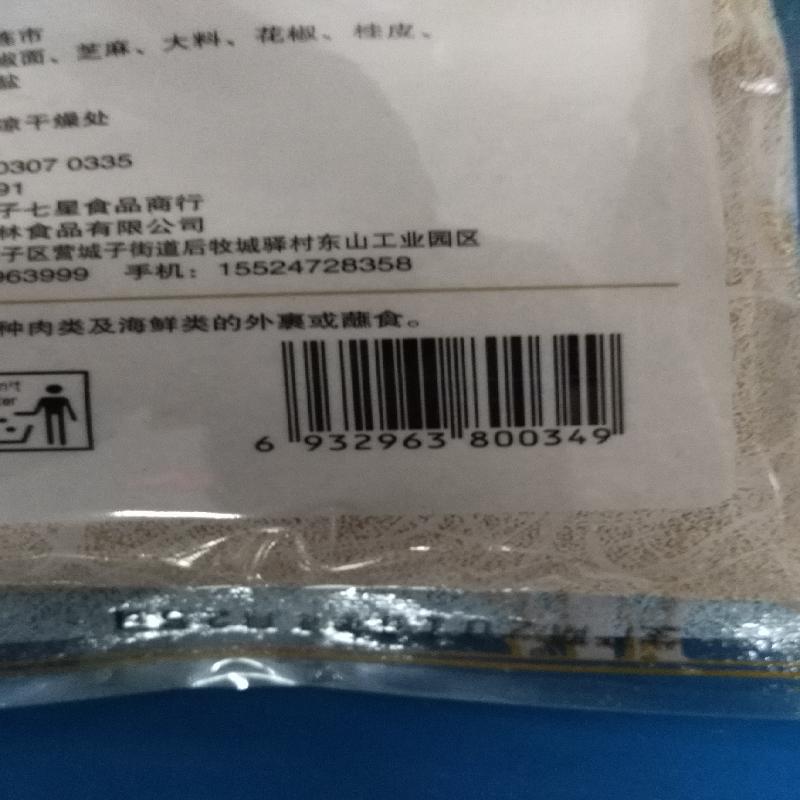 连市
椒面、芝麻、大料、花椒、桂皮、
盐
凉干燥处
0307 0335
91
子七星食品商行
林食品有限公司
子区营城子街道后牧城驿村东山工业园区
963999 手机：15524728358
种肉类及海鲜类的外裹或蘸食。
6 932963 800349